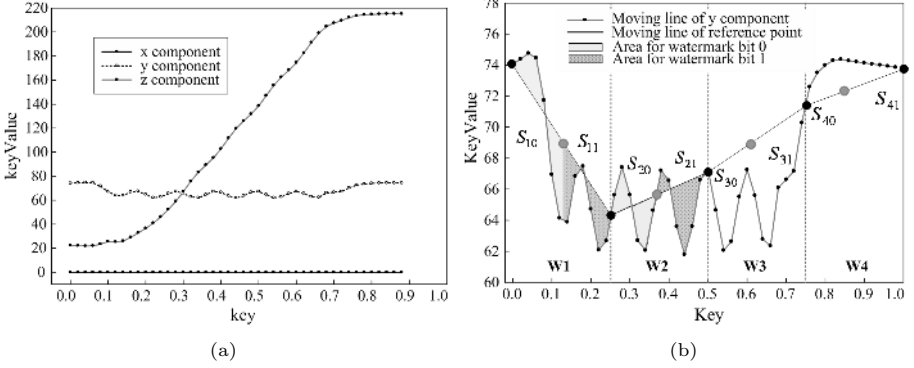 220
200
180
160
140
120
100
80
60
40
20
0
keyValue
x component
y component
z component
0.0 0.1 0.2 0.3 0.4 0.5 0.6 0.7 0.8 0.9 1.0
key
(a)
78
76
74
72
70
68
66
64
62
60
KeyValue
Moving line of y component
Moving line of reference point
Area for watermark bit 0
Area for watermark bit 1
S10 S11 S20 S21 S30 S31 S40 S41
W1 W2 W3 W4
0.0 0.1 0.2 0.3 0.4 0.5 0.6 0.7 0.8 0.9 1.0
Key
(b)